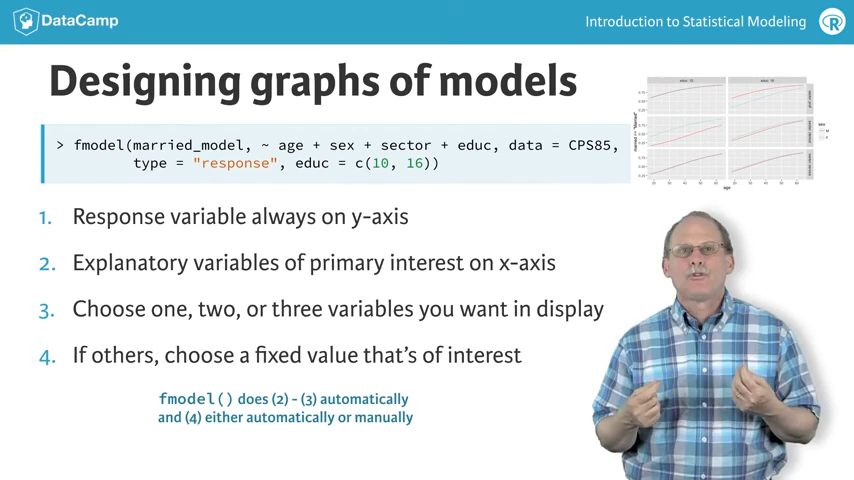 DataCamp
Introduction to Statistical Modeling
R
Designing graphs of models
> fmodel(married_model, ~ age + sex + sector + educ, data = CPS85,
type = "response", educ = c(10, 16))
1. Response variable always on y-axis
2. Explanatory variables of primary interest on x-axis
3. Choose one, two, or three variables you want in display
4. If others, choose a fixed value that's of interest
fmodel() does (2) - (3) automatically
and (4) either automatically or manually
age